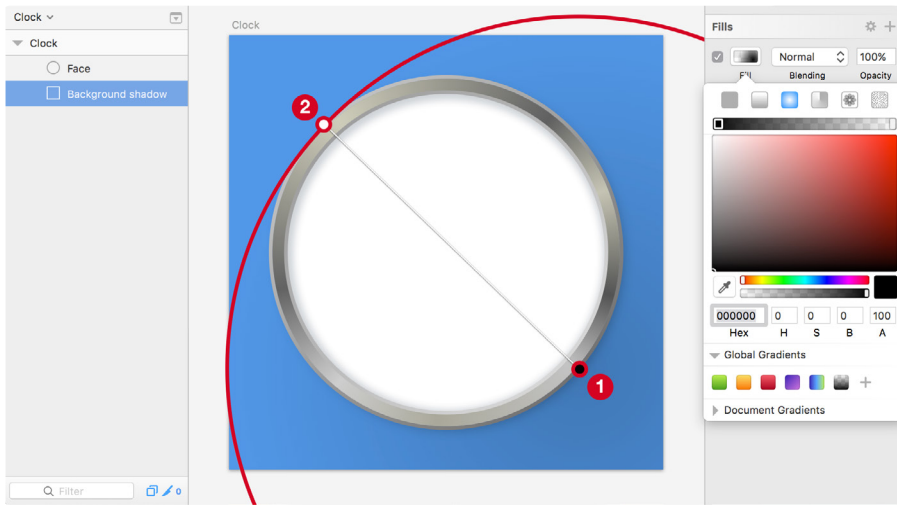 Clock
Clock
Face
Background shadow
Filter
0
Clock
2
1
Fills
Normal
100%
Fill
Blending
Opacity
000000
0
0
0
100
Hex
H
S
B
A
Global Gradients
Document Gradients